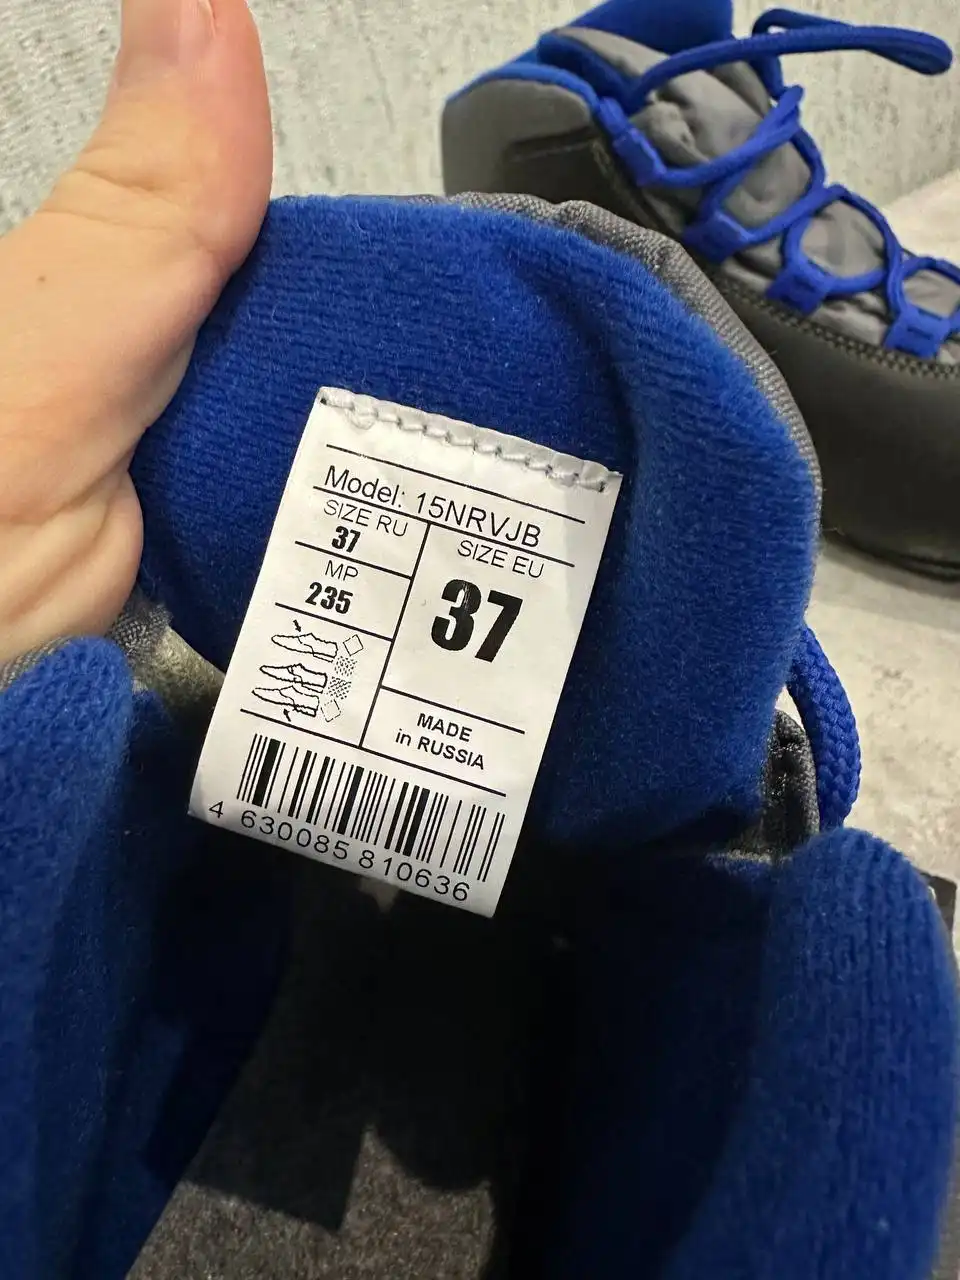 Model: 15NRVJB
SIZE RU
37
MP
235
SIZE EU
37
MADE
in RUSSIA
4 630085 810636